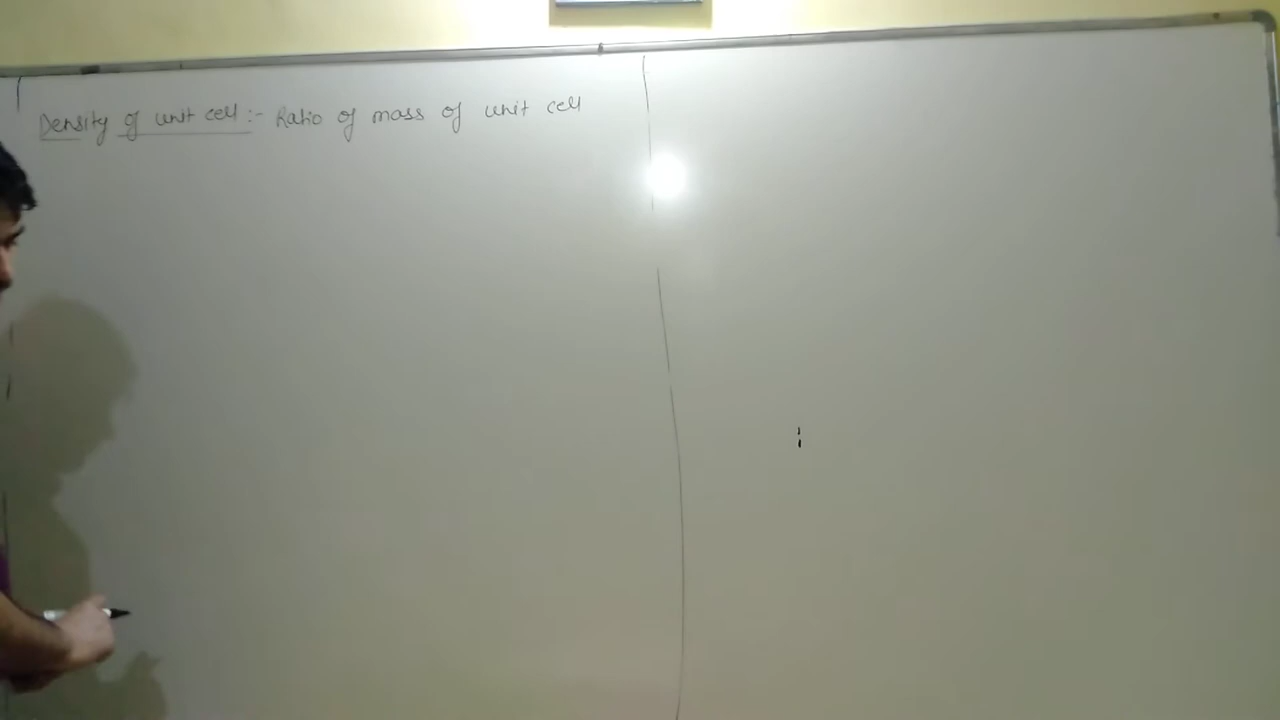 Density of unit cell :- Ratio of mass of unit cell